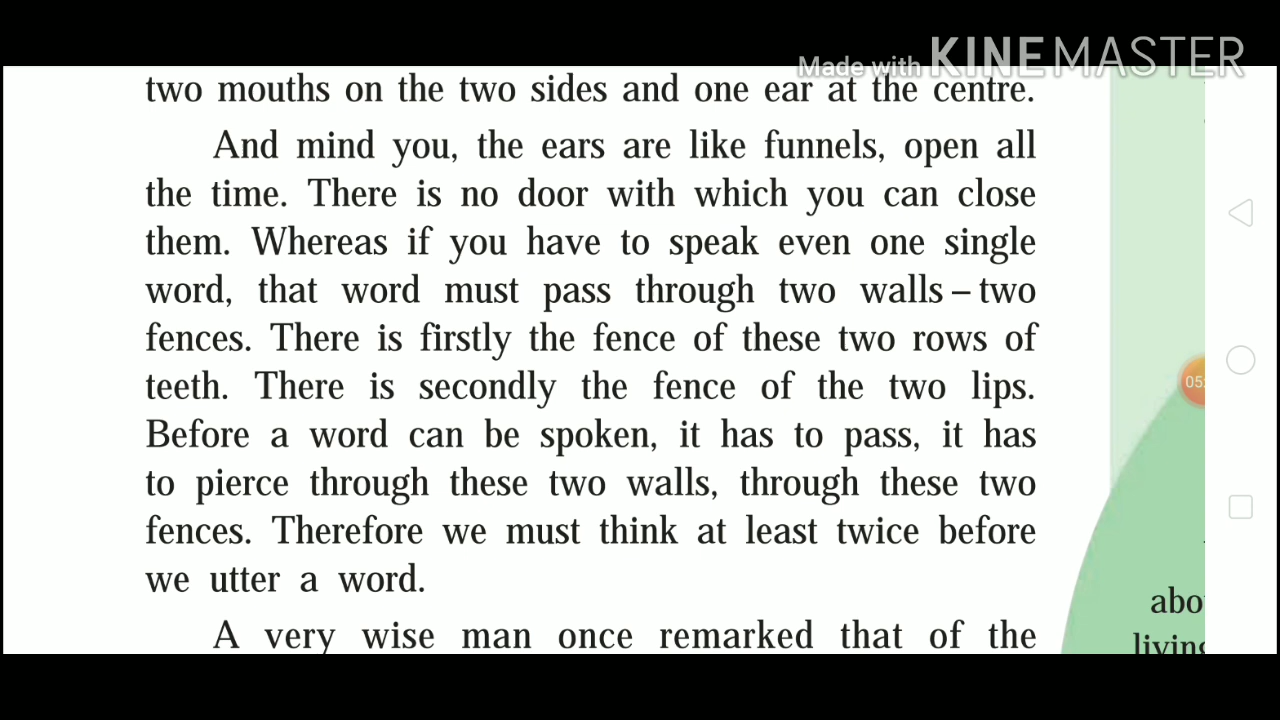 Made with KINEMASTER
two mouths on the two sides and one ear at the centre.
And mind you, the ears are like funnels, open all
the time. There is no door with which you can close
them. Whereas if you have to speak even one single
word, that word must pass through two walls – two
fences. There is firstly the fence of these two rows of
teeth. There is secondly the fence of the two lips.
Before a word can be spoken, it has to pass, it has
to pierce through these two walls, through these two
fences. Therefore we must think at least twice before
we utter a word.
A very wise man once remarked that of the
05: